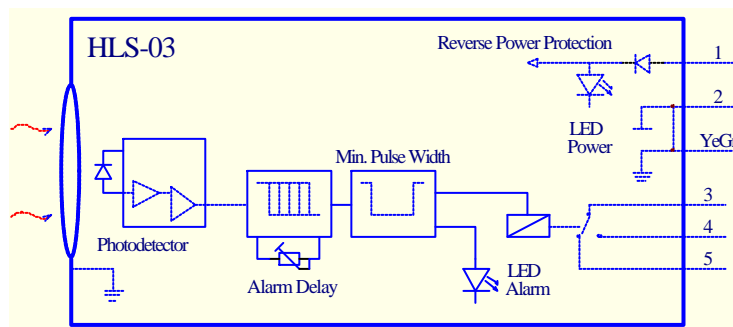 HLS-03
Reverse Power Protection
1
2
LED
Power
YeG
Min. Pulse Width
3
4
5
Photodetector
Alarm Delay
LED
Alarm